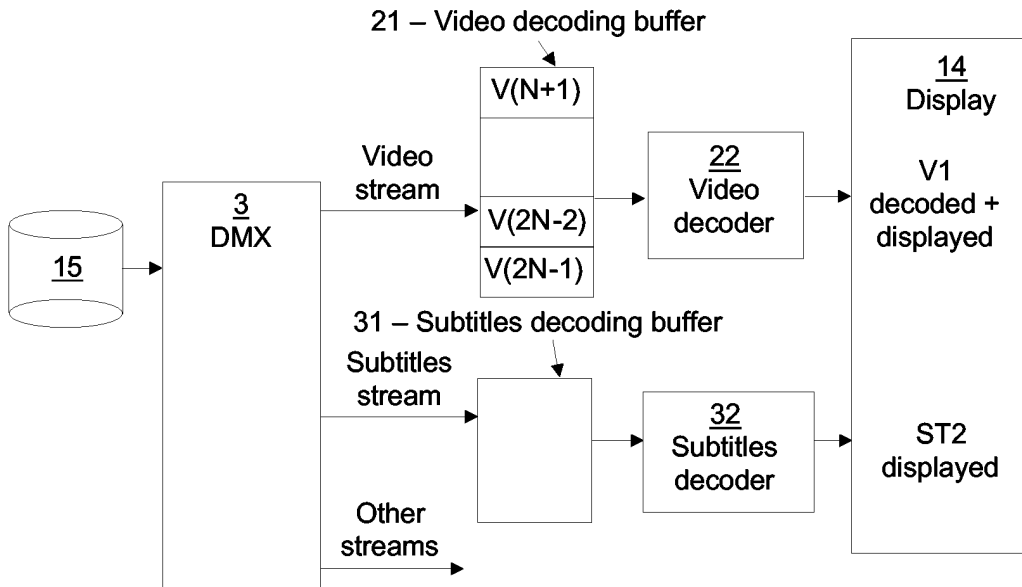 21 – Video decoding buffer
V(N+1)
V(2N-2)
V(2N-1)
Video
stream
15
3
DMX
22
Video
decoder
14
Display
V1
decoded +
displayed
31 – Subtitles decoding buffer
Subtitles
stream
32
Subtitles
decoder
ST2
displayed
Other
streams